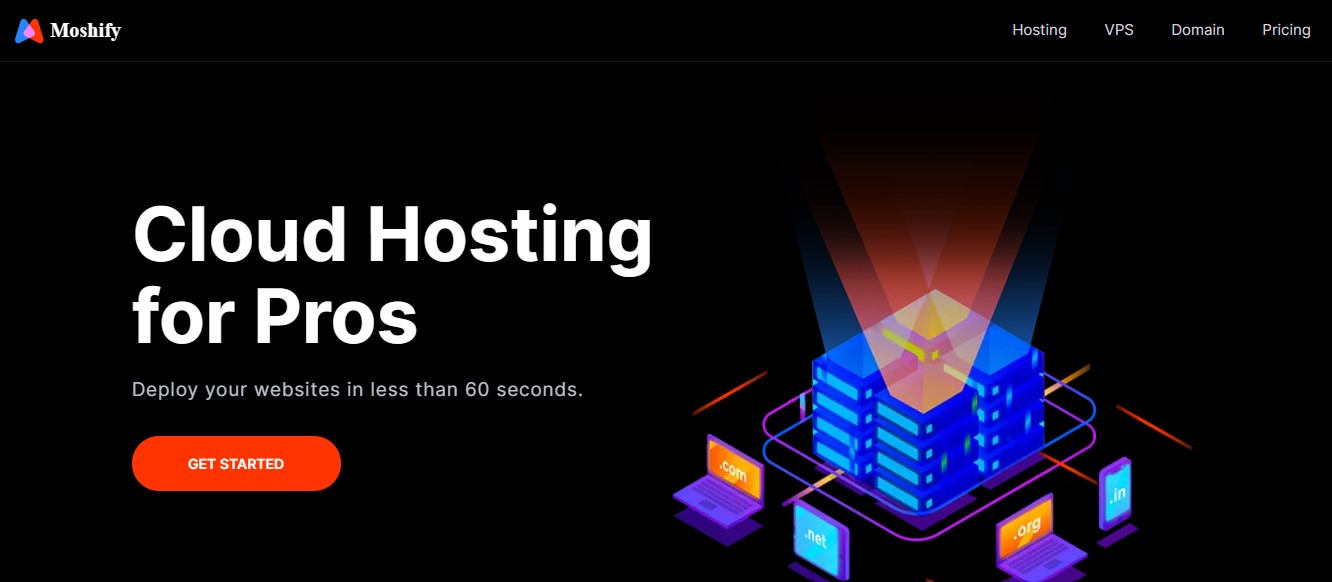 Moshify
Hosting VPS Domain Pricing
Cloud Hosting
for Pros
Deploy your websites in less than 60 seconds.
GET STARTED
.com
.in
.net
.org